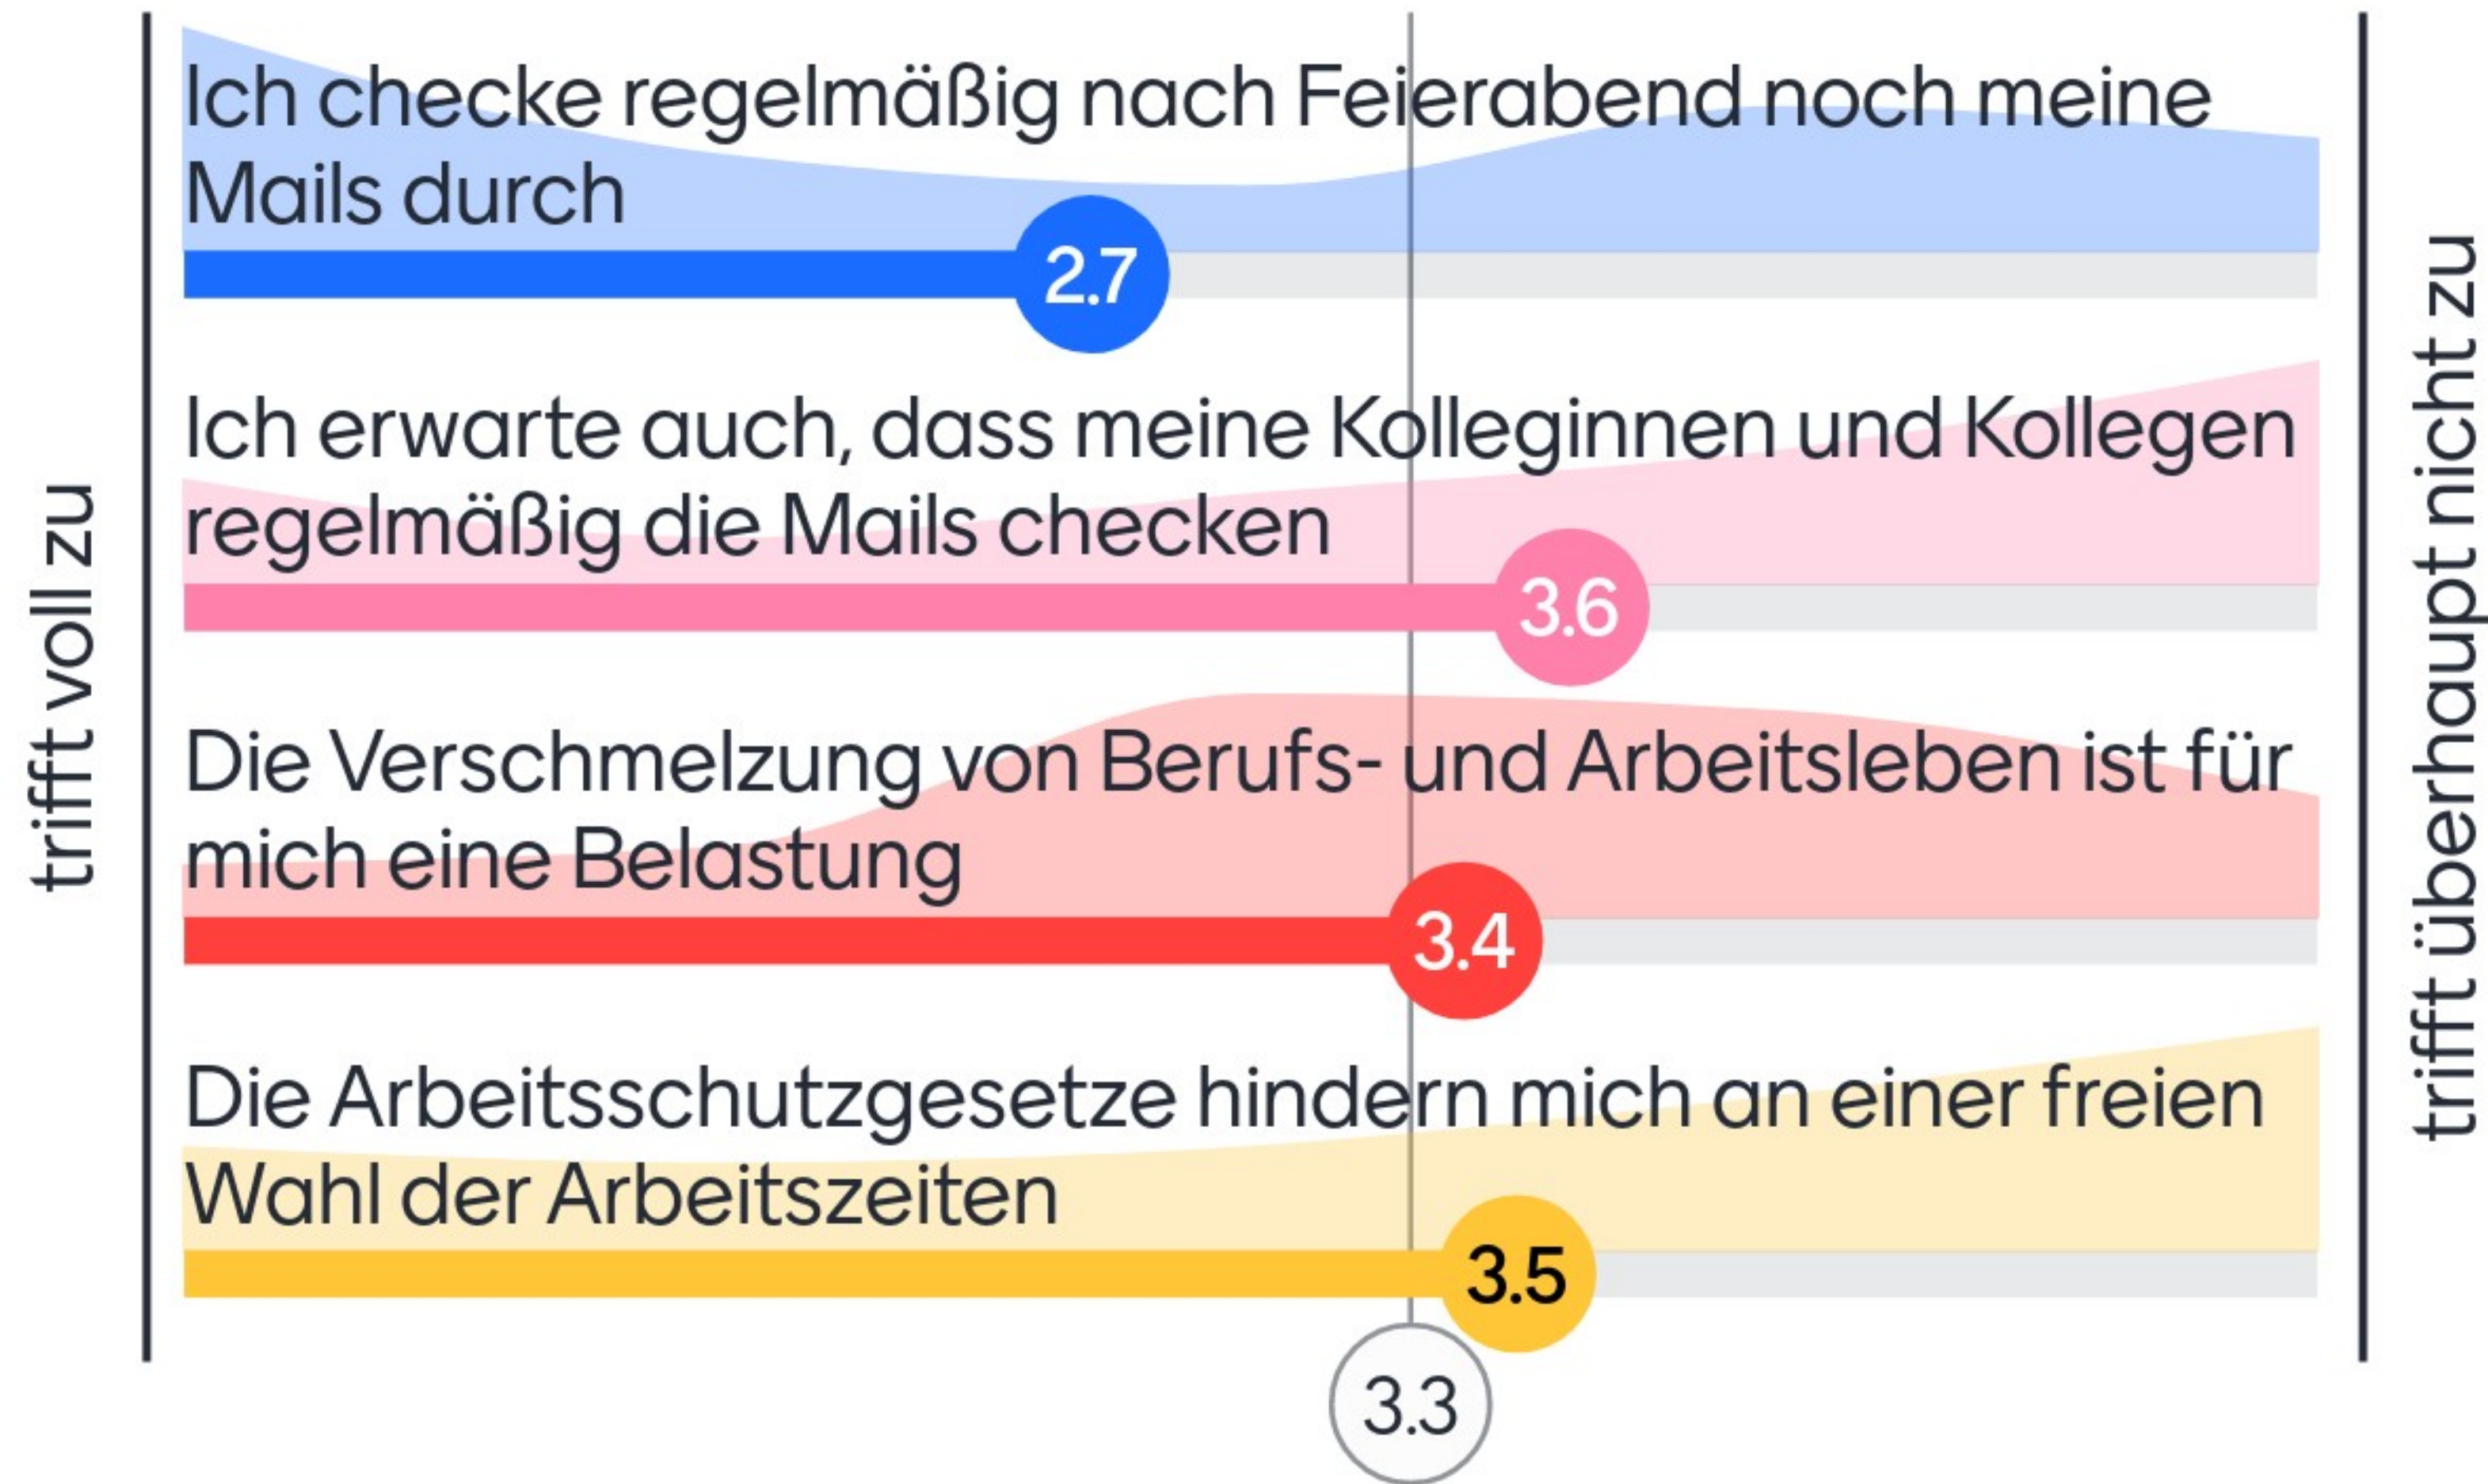 trifft voll zu
Ich checke regelmäßig nach Feierabend noch meine
Mails durch
2.7
Ich erwarte auch, dass meine Kolleginnen und Kollegen
regelmäßig die Mails checken
3.6
Die Verschmelzung von Berufs- und Arbeitsleben ist für
mich eine Belastung
3.4
Die Arbeitsschutzgesetze hindern mich an einer freien
Wahl der Arbeitszeiten
3.5
3.3
trifft überhaupt nicht zu